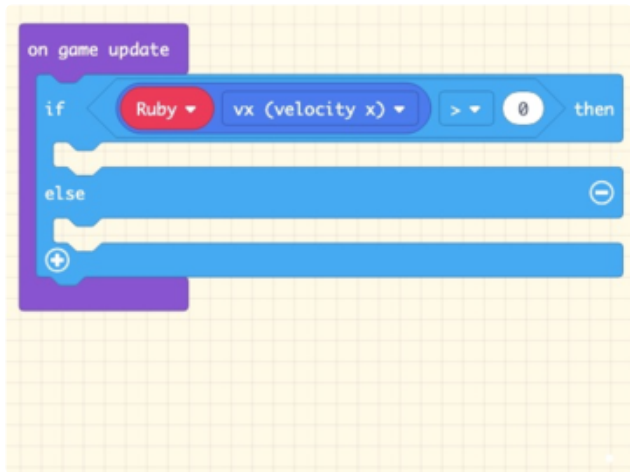 on game update
if Ruby vx (velocity x) > 0 then
else